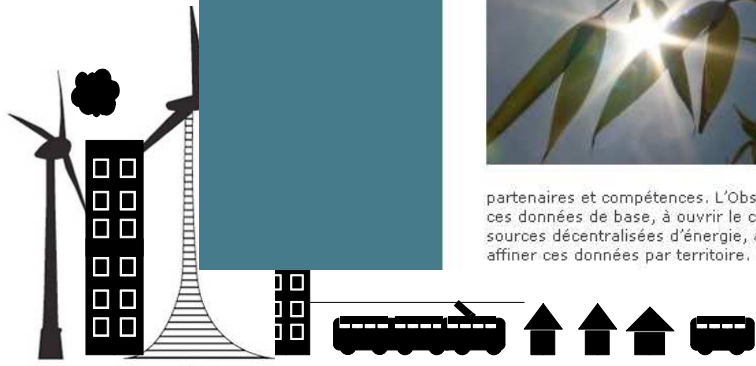 partenaires et compétences. L'Obs
ces données de base, à ouvrir le c
sources décentralisées d'énergie, 
affiner ces données par territoire.